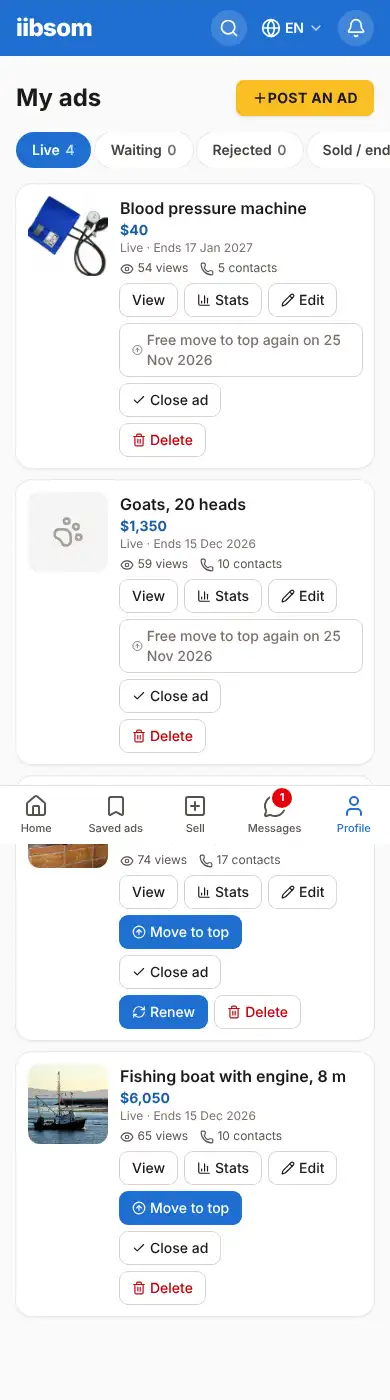 iibsom
EN
My ads
+POST AN AD
Live 4
Waiting 0
Rejected 0
Sold / end
Blood pressure machine
$40
Live · Ends 17 Jan 2027
54 views 5 contacts
View Stats Edit
Free move to top again on 25
Nov 2026
Close ad
Delete
Goats, 20 heads
$1,350
Live · Ends 15 Dec 2026
59 views 10 contacts
View Stats Edit
Free move to top again on 25
Nov 2026
Close ad
Delete
1
Home Saved ads Sell Messages Profile
74 views 17 contacts
View Stats Edit
Move to top
Close ad
Renew Delete
Fishing boat with engine, 8 m
$6,050
Live · Ends 15 Dec 2026
65 views 10 contacts
View Stats Edit
Move to top
Close ad
Delete